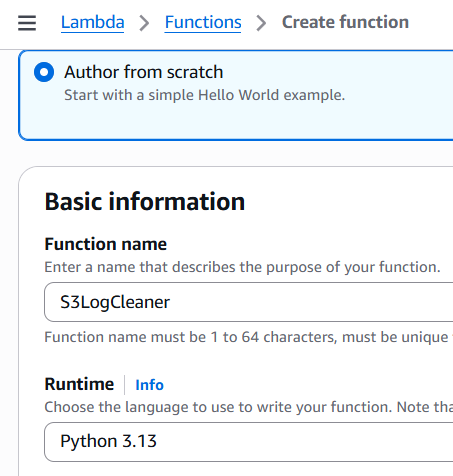 Lambda > Functions > Create function
Author from scratch
Start with a simple Hello World example.
Basic information
Function name
Enter a name that describes the purpose of your function.
S3LogCleaner
Function name must be 1 to 64 characters, must be unique
Runtime Info
Choose the language to use to write your function. Note
Python 3.13